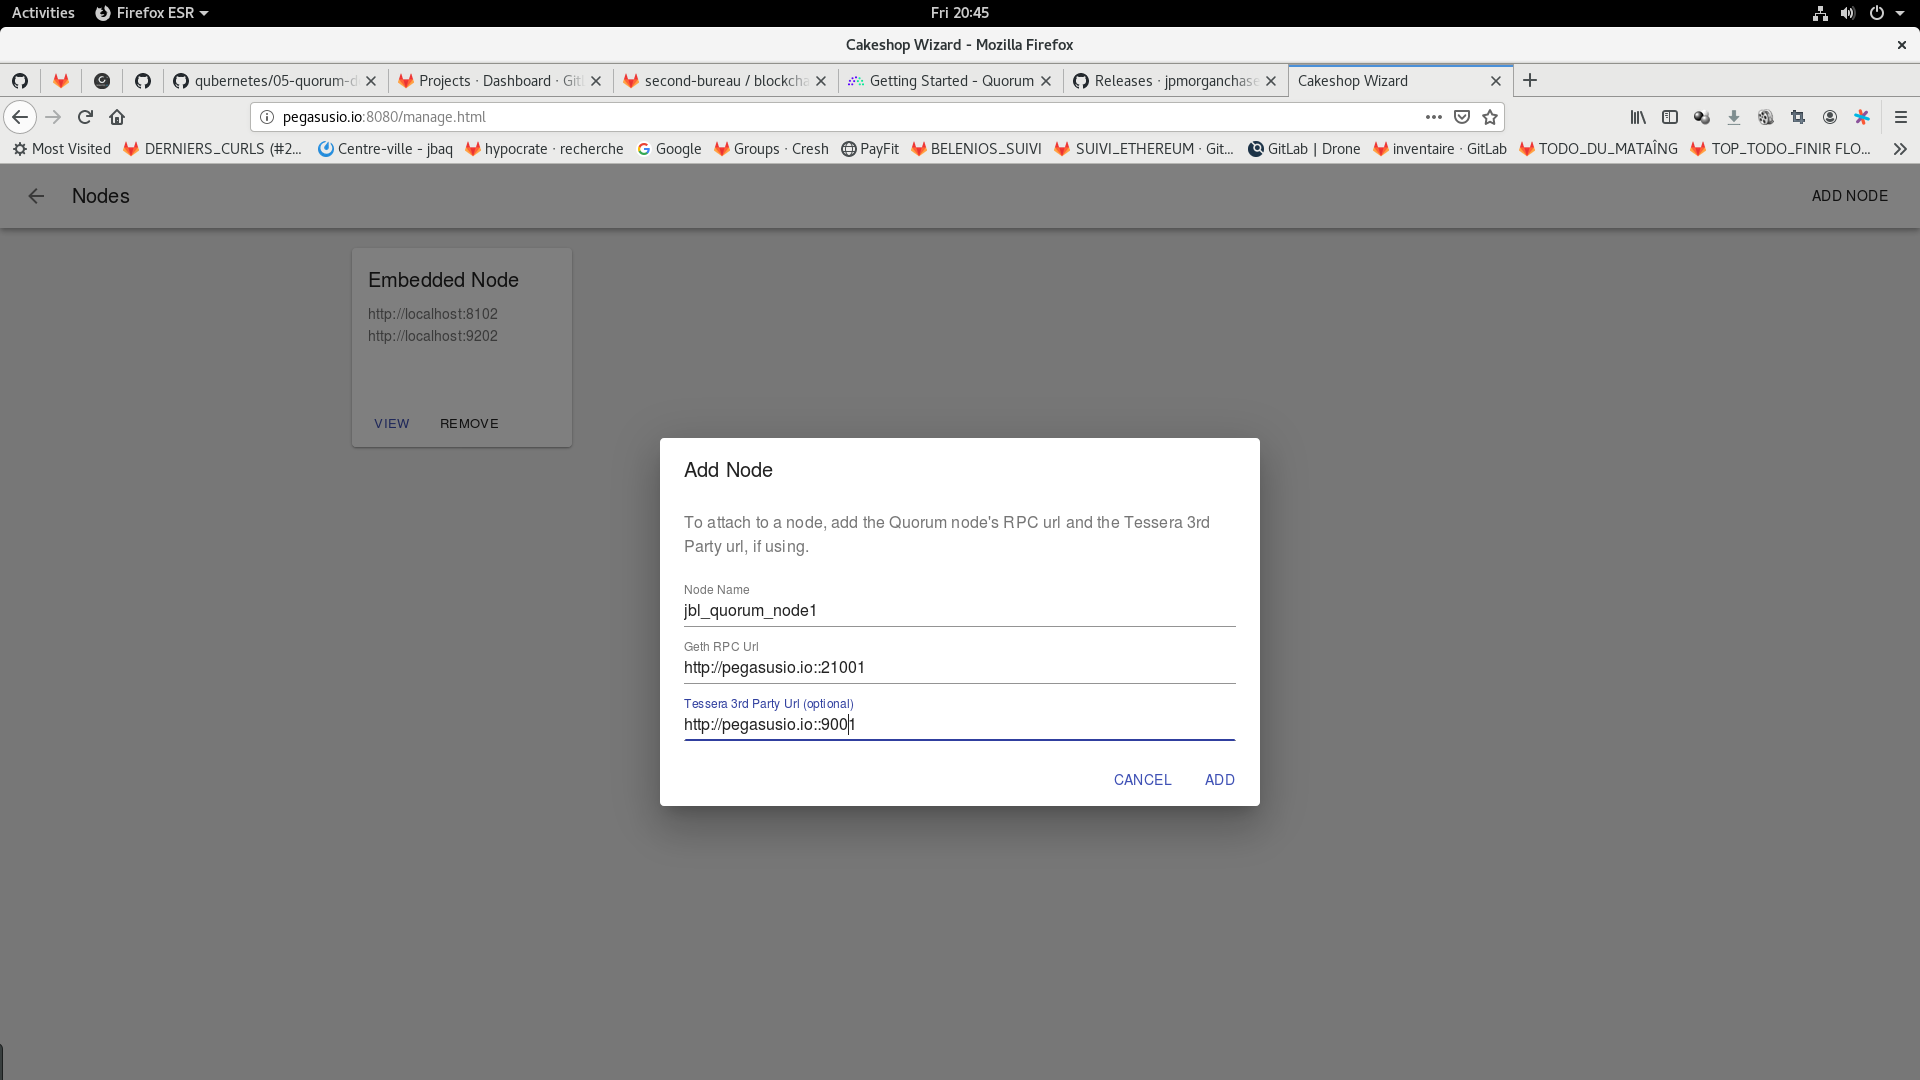 Activities Firefox ESR Fri 20:45
Cakeshop Wizard - Mozilla Firefox
qubernetes/05-quorum-d Projects · Dashboard · Git second-bureau / blockcha Getting Started - Quorum Releases · jpmorganchase Cakeshop Wizard
pegasusio.io:8080/manage.html
Most Visited DERNIERS_CURLS (#2... Centre-ville - jbaq hypocrate · recherche Google Groups · Cresh PayFit BELENIOS_SUIVI SUIVI_ETHEREUM · Git... GitLab | Drone inventaire · GitLab TODO_DU_MATAÎNG TOP_TODO_FINIR FLO...
Nodes ADD NODE
Embedded Node
http://localhost:8102
http://localhost:9202
VIEW REMOVE
Add Node
To attach to a node, add the Quorum node's RPC url and the Tessera 3rd
Party url, if using.
Node Name
jbl_quorum_node1
Geth RPC Url
http://pegasusio.io::21001
Tessera 3rd Party Url (optional)
http://pegasusio.io::9001
CANCEL ADD